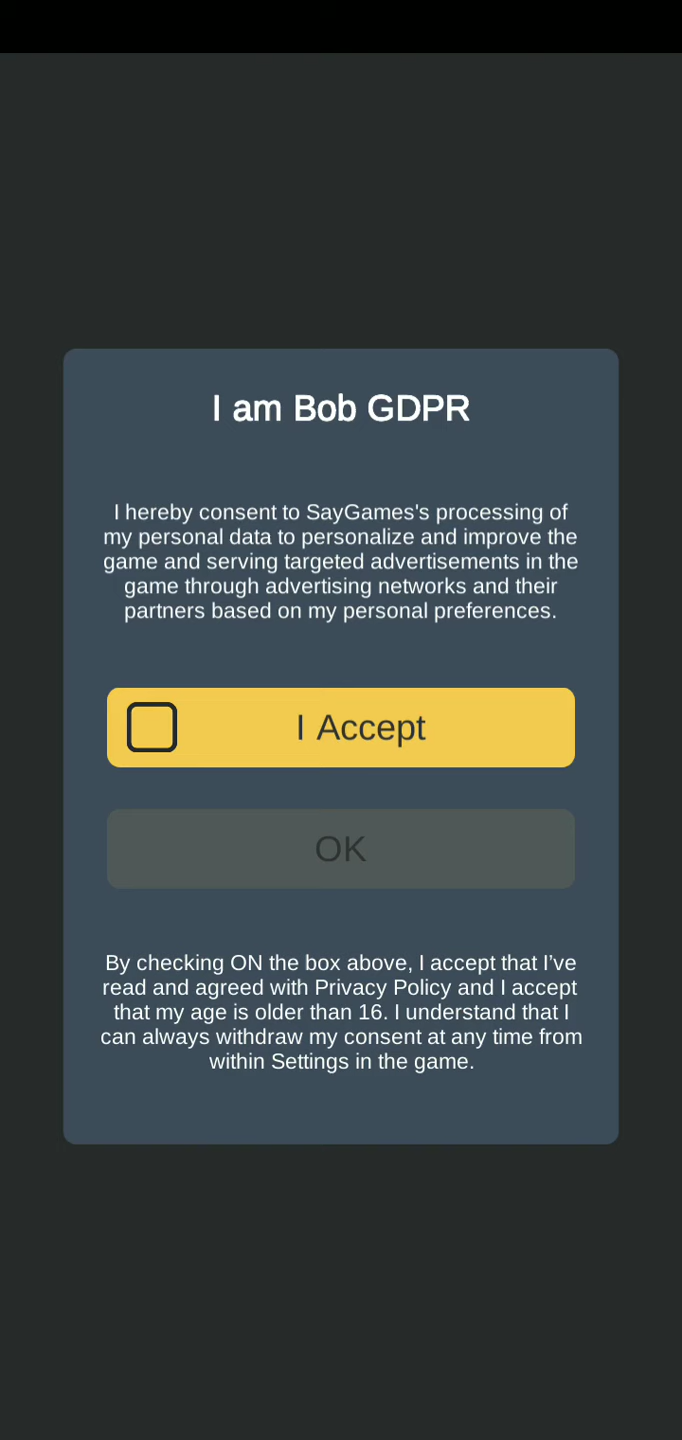 I am Bob GDPR
I hereby consent to SayGames's processing of
my personal data to personalize and improve the
game and serving targeted advertisements in the
game through advertising networks and their
partners based on my personal preferences.
I Accept
OK
By checking ON the box above, I accept that I’ve
read and agreed with Privacy Policy and I accept
that my age is older than 16. I understand that I
can always withdraw my consent at any time from
within Settings in the game.